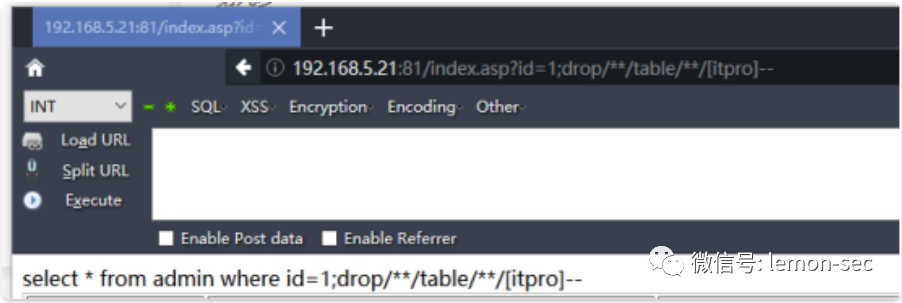 192.168.5.21:81/index.asp?id=
192.168.5.21:81/index.asp?id=1;drop/**/table/**/[itpro]--
INT SQL XSS Encryption Encoding Other
Load URL
Split URL
Execute
Enable Post data Enable Referrer
微信号: lemon-sec
select * from admin where id=1;drop/**/table/**/[itpro]--